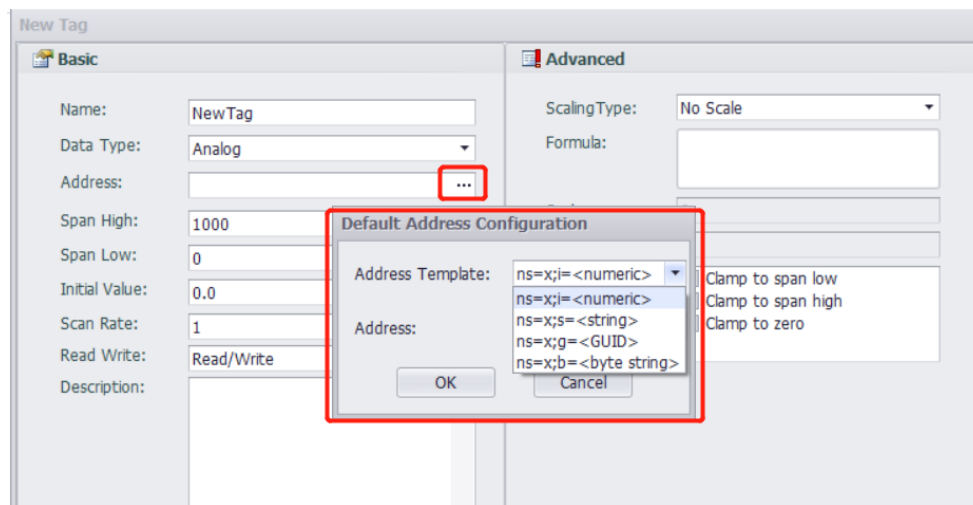 New Tag
Basic
Name:
NewTag
Data Type:
Analog
Address:
...
Span High:
1000
Span Low:
0
Initial Value:
0.0
Scan Rate:
1
Read Write:
Read/Write
Description:
Advanced
ScalingType:
No Scale
Formula:
Clamp to span low
Clamp to span high
Clamp to zero
Default Address Configuration
Address Template:
ns=x;i=<numeric>
ns=x;i=<numeric>
ns=x;s=<string>
ns=x;g=<GUID>
ns=x;b=<byte string>
Address:
OK
Cancel